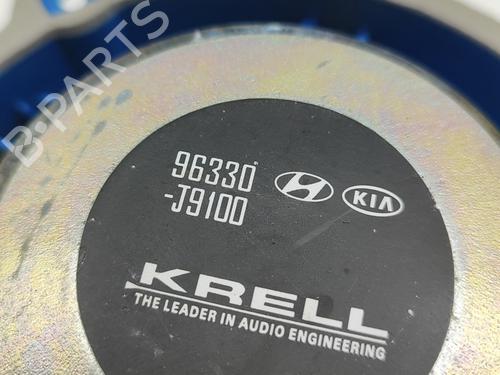 B-PARTS
96330
-J9100
KIA
KRELL
THE LEADER IN AUDIO ENGINEERING